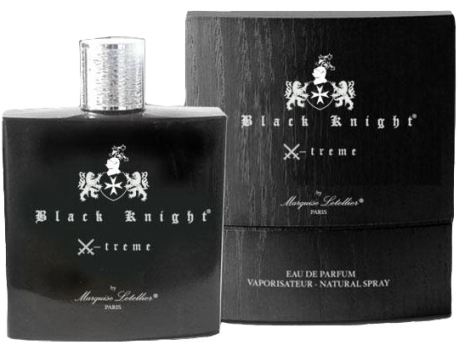 Black Knight®
X-treme
by
Marquise Letellier®
PARIS
Black Knight®
X-treme
by
Marquise Letellier®
PARIS
EAU DE PARFUM
VAPORISATEUR - NATURAL SPRAY